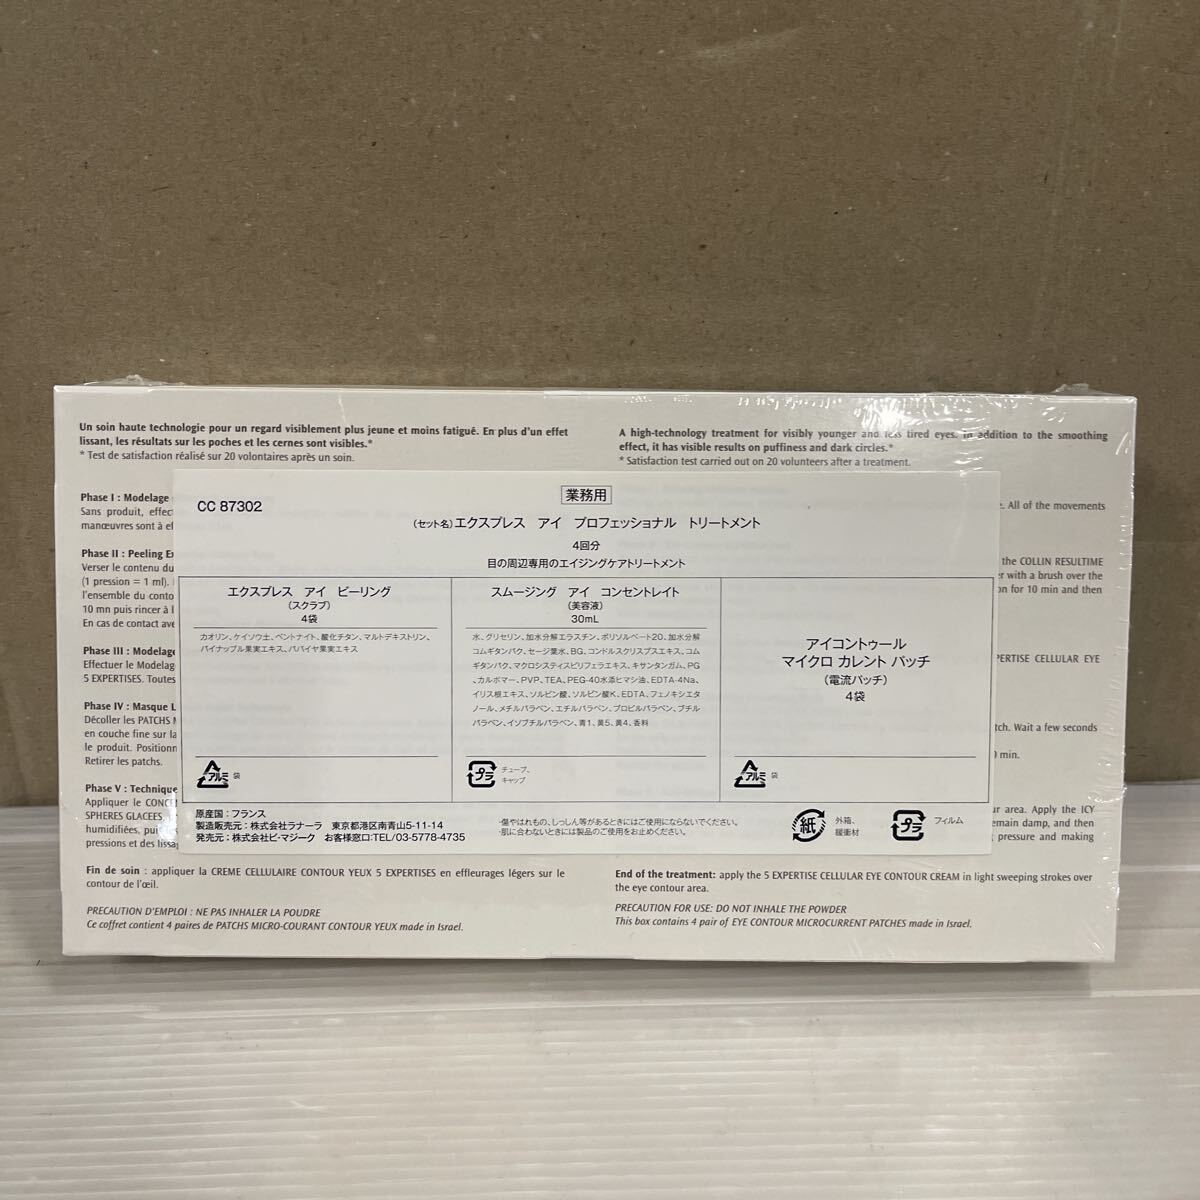 Un soin haute technologie pour un regard visiblement plus jeune et moins fatigué. En plus d'un effet
lissant, les résultats sur les poches et les cernes sont visibles.*
* Test de satisfaction réalisé sur 20 volontaires après un soin.
Phase I : Modelage
Sans produit, effec
manœuvres sont à ef
Phase II : Peeling Ex
Verser le contenu du
(1 pression = 1 ml).
l'ensemble du conto
10 mn puis rincer à l
En cas de contact ave
Phase III : Modelage
Effectuer le Modelag
5 EXPERTISES. Toutes
Phase IV : Masque L
Décoller les PATCHS M
en couche fine sur la
le produit. Positionn
Retirer les patchs.
Phase V : Technique
Appliquer le CONCE
SPHERES GLACEES.
humidifiées, pui
pressions et des lissag
Fin de soin : appliquer la CREME CELLULAIRE CONTOUR YEUX 5 EXPERTISES en effleurages légers sur le
contour de l'œil.
PRECAUTION D'EMPLOI : NE PAS INHALER LA POUDRE
Ce coffret contient 4 paires de PATCHS MICRO-COURANT CONTOUR YEUX made in Israel.
A high-technology treatment for visibly younger and less tired eyes. In addition to the smoothing
effect, it has visible results on puffiness and dark circles.*
* Satisfaction test carried out on 20 volunteers after a treatment.
. All of the movements
the COLLIN RESULTIME
r with a brush over the
on for 10 min and then
PERTISE CELLULAR EYE
tch. Wait a few seconds
min.
ur area. Apply the ICY
emain damp, and then
pressure and making
End of the treatment: apply the 5 EXPERTISE CELLULAR EYE CONTOUR CREAM in light sweeping strokes over
the eye contour area.
PRECAUTION FOR USE: DO NOT INHALE THE POWDER
This box contains 4 pair of EYE CONTOUR MICROCURRENT PATCHES made in Israel.
CC 87302
業務用
(セット名)エクスプレス アイ プロフェッショナル トリートメント
4回分
目の周辺専用のエイジングケアトリートメント
エクスプレス アイ ピーリング
(スクラブ)
4袋
カオリン、ケイソウ土、ベントナイト、酸化チタン、マルトデキストリン、
パイナップル果実エキス、パパイヤ果実エキス
アルミ 袋
スムージング アイ コンセントレイト
(美容液)
30mL
水、グリセリン、加水分解エラスチン、ポリソルベート20、加水分解
コムギタンパク、セージ葉水、BG、コンドルスクリスプスエキス、コム
ギタンパク、マクロシスティスピリフェラエキス、キサンタンガム、PG
、カルボマー、PVP、TEA、PEG-40水添ヒマシ油、EDTA-4Na、
イリス根エキス、ソルビン酸、ソルビン酸K、EDTA、フェノキシエタ
ノール、メチルパラベン、エチルパラベン、プロピルパラベン、ブチル
パラベン、イソブチルパラベン、青1、黄5、黄4、香料
プラ チューブ、
キャップ
アイコントゥール
マイクロ カレント パッチ
(電流パッチ)
4袋
アルミ 袋
原産国：フランス
製造販売元：株式会社ラナーラ 東京都港区南青山5-11-14
発売元：株式会社ビ・マジーク お客様窓口:TEL/03-5778-4735
・傷やはれもの、しっしん等があるときにはご使用にならないでください。
・肌に合わないときには製品のご使用をお止めください。
紙 外箱、
緩衝材
プラ フィルム